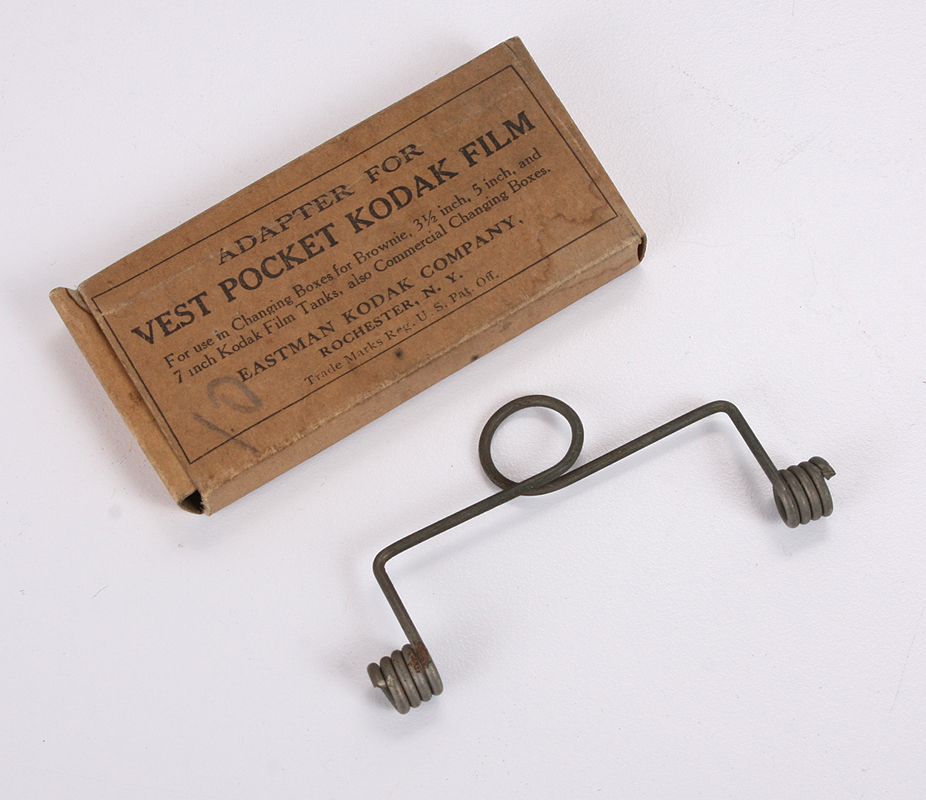 ADAPTER FOR
VEST POCKET KODAK FILM
For use in Changing Boxes for Brownie, 3½ inch, 5 inch, and
7 inch Kodak Film Tanks, also Commercial Changing Boxes.
EASTMAN KODAK COMPANY,
ROCHESTER, N. Y.
Trade Marks Reg. U. S. Pat. Off.
10